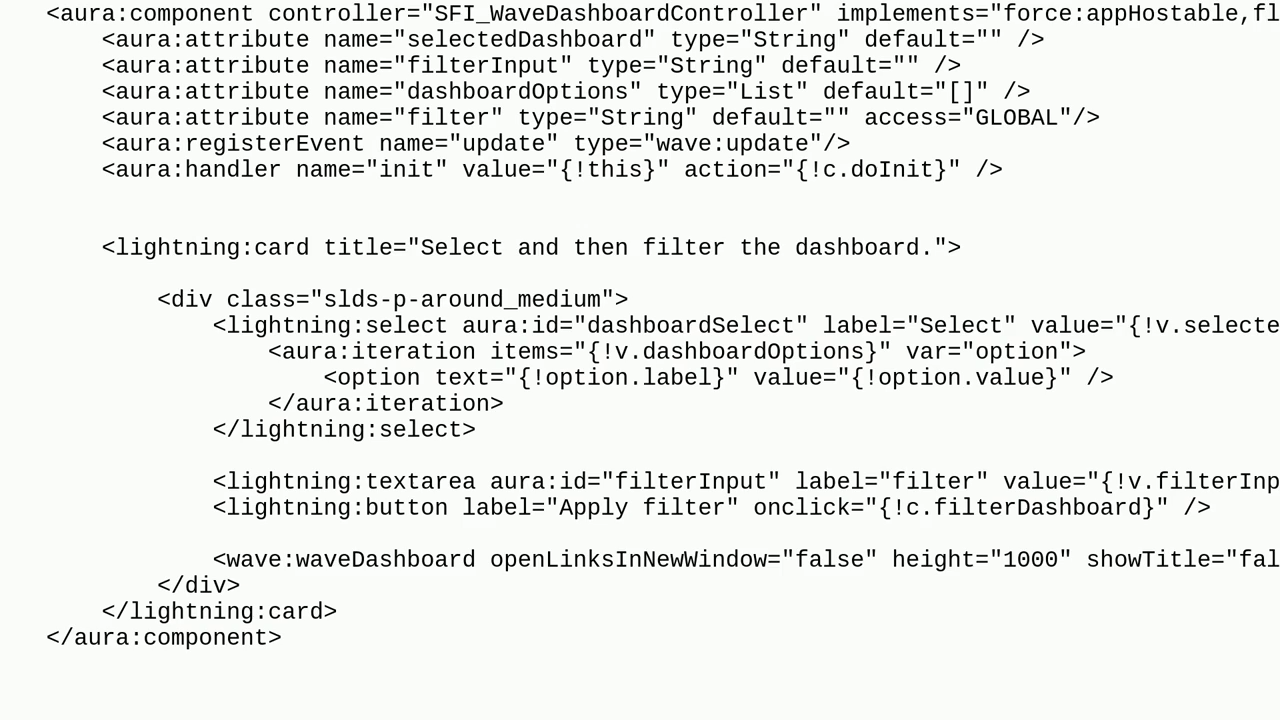 <aura:component controller="SFI_WaveDashboardController" implements="force:appHostable,fl
<aura:attribute name="selectedDashboard" type="String" default="" />
<aura:attribute name="filterInput" type="String" default="" />
<aura:attribute name="dashboardOptions" type="List" default="[]" />
<aura:attribute name="filter" type="String" default="" access="GLOBAL"/>
<aura:registerEvent name="update" type="wave:update"/>
<aura:handler name="init" value="{!this}" action="{!c.doInit}" />
<lightning:card title="Select and then filter the dashboard.">
<div class="slds-p-around_medium">
<lightning:select aura:id="dashboardSelect" label="Select" value="{!v.selecte
<aura:iteration items="{!v.dashboardOptions}" var="option">
<option text="{!option.label}" value="{!option.value}" />
</aura:iteration>
</lightning:select>
<lightning:textarea aura:id="filterInput" label="filter" value="{!v.filterInp
<lightning:button label="Apply filter" onclick="{!c.filterDashboard}" />
<wave:waveDashboard openLinksInNewWindow="false" height="1000" showTitle="fal
</div>
</lightning:card>
</aura:component>